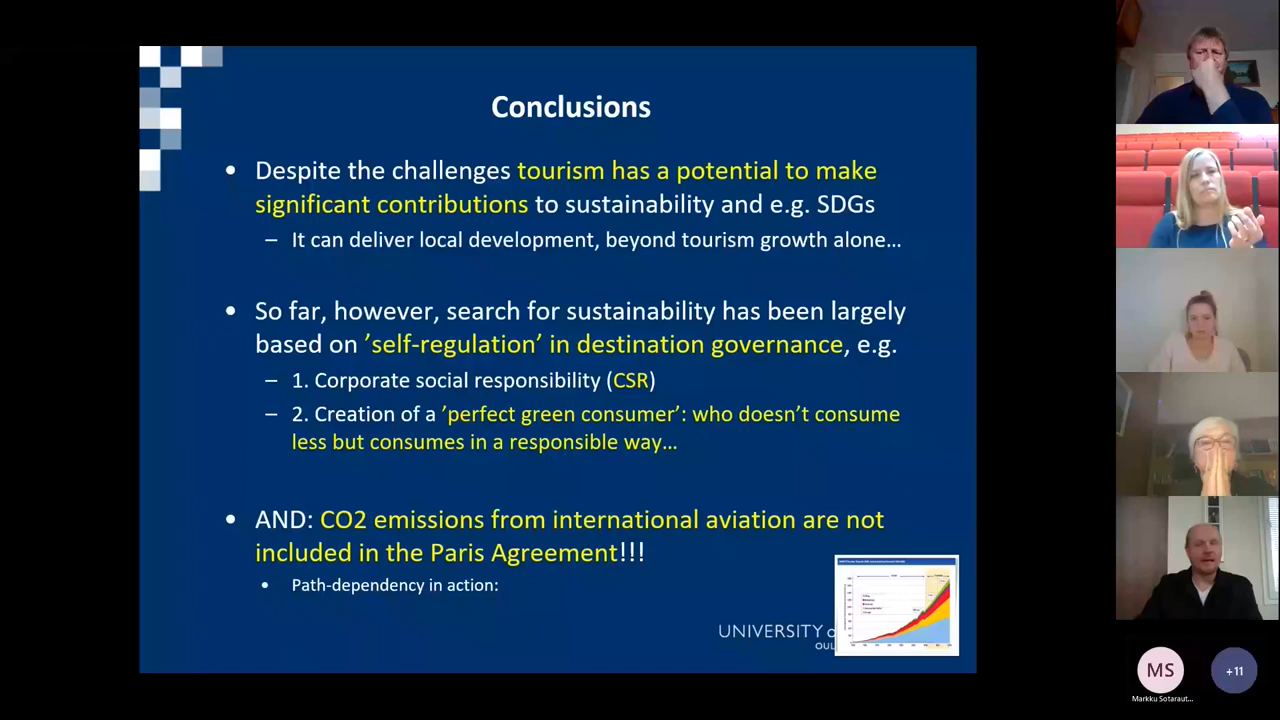 Conclusions
• Despite the challenges tourism has a potential to make
significant contributions to sustainability and e.g. SDGs
– It can deliver local development, beyond tourism growth alone…
• So far, however, search for sustainability has been largely
based on ’self-regulation’ in destination governance, e.g.
– 1. Corporate social responsibility (CSR)
– 2. Creation of a ’perfect green consumer’: who doesn’t consume
less but consumes in a responsible way…
• AND: CO2 emissions from international aviation are not
included in the Paris Agreement!!!
• Path-dependency in action:
UNIVERSITY
OUL
MS
+11
Markku Sotaraut...